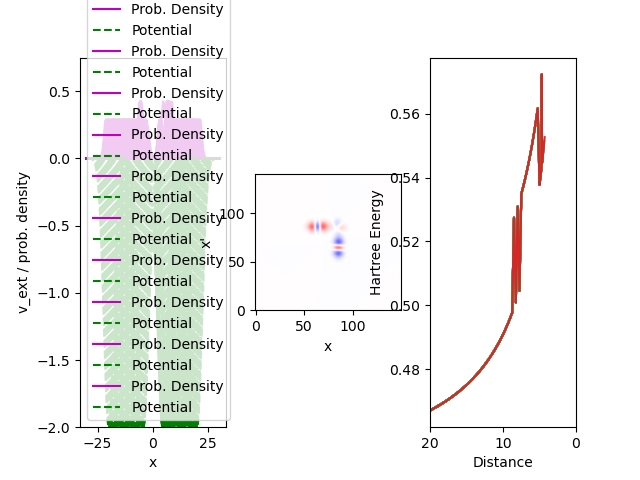 Prob. Density
Potential
Prob. Density
Potential
Prob. Density
Potential
Prob. Density
Potential
Prob. Density
Potential
Prob. Density
Potential
Prob. Density
Potential
Prob. Density
Potential
Prob. Density
Potential
Prob. Density
Potential
v_ext / prob. density
0.5
0.0
−0.5
−1.0
−1.5
−2.0
−25
0
25
x
x'
100
50
0
0
50
100
x
Hartree Energy
0.56
0.54
0.52
0.50
0.48
20
10
0
Distance